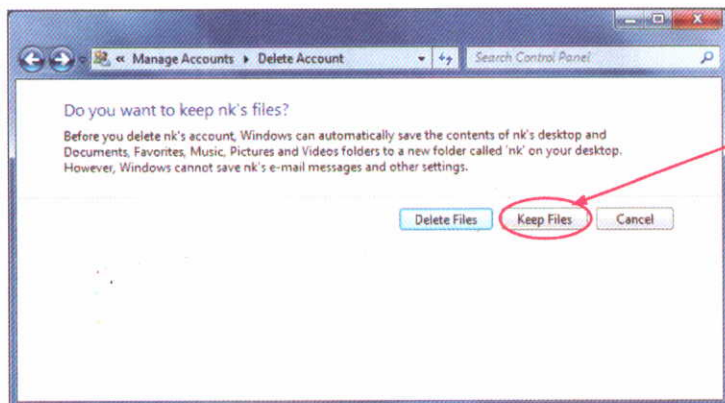 « Manage Accounts ▸ Delete Account Search Control Panel
Do you want to keep nk's files?
Before you delete nk's account, Windows can automatically save the contents of nk's desktop and
Documents, Favorites, Music, Pictures and Videos folders to a new folder called 'nk' on your desktop.
However, Windows cannot save nk's e-mail messages and other settings.
Delete Files Keep Files Cancel